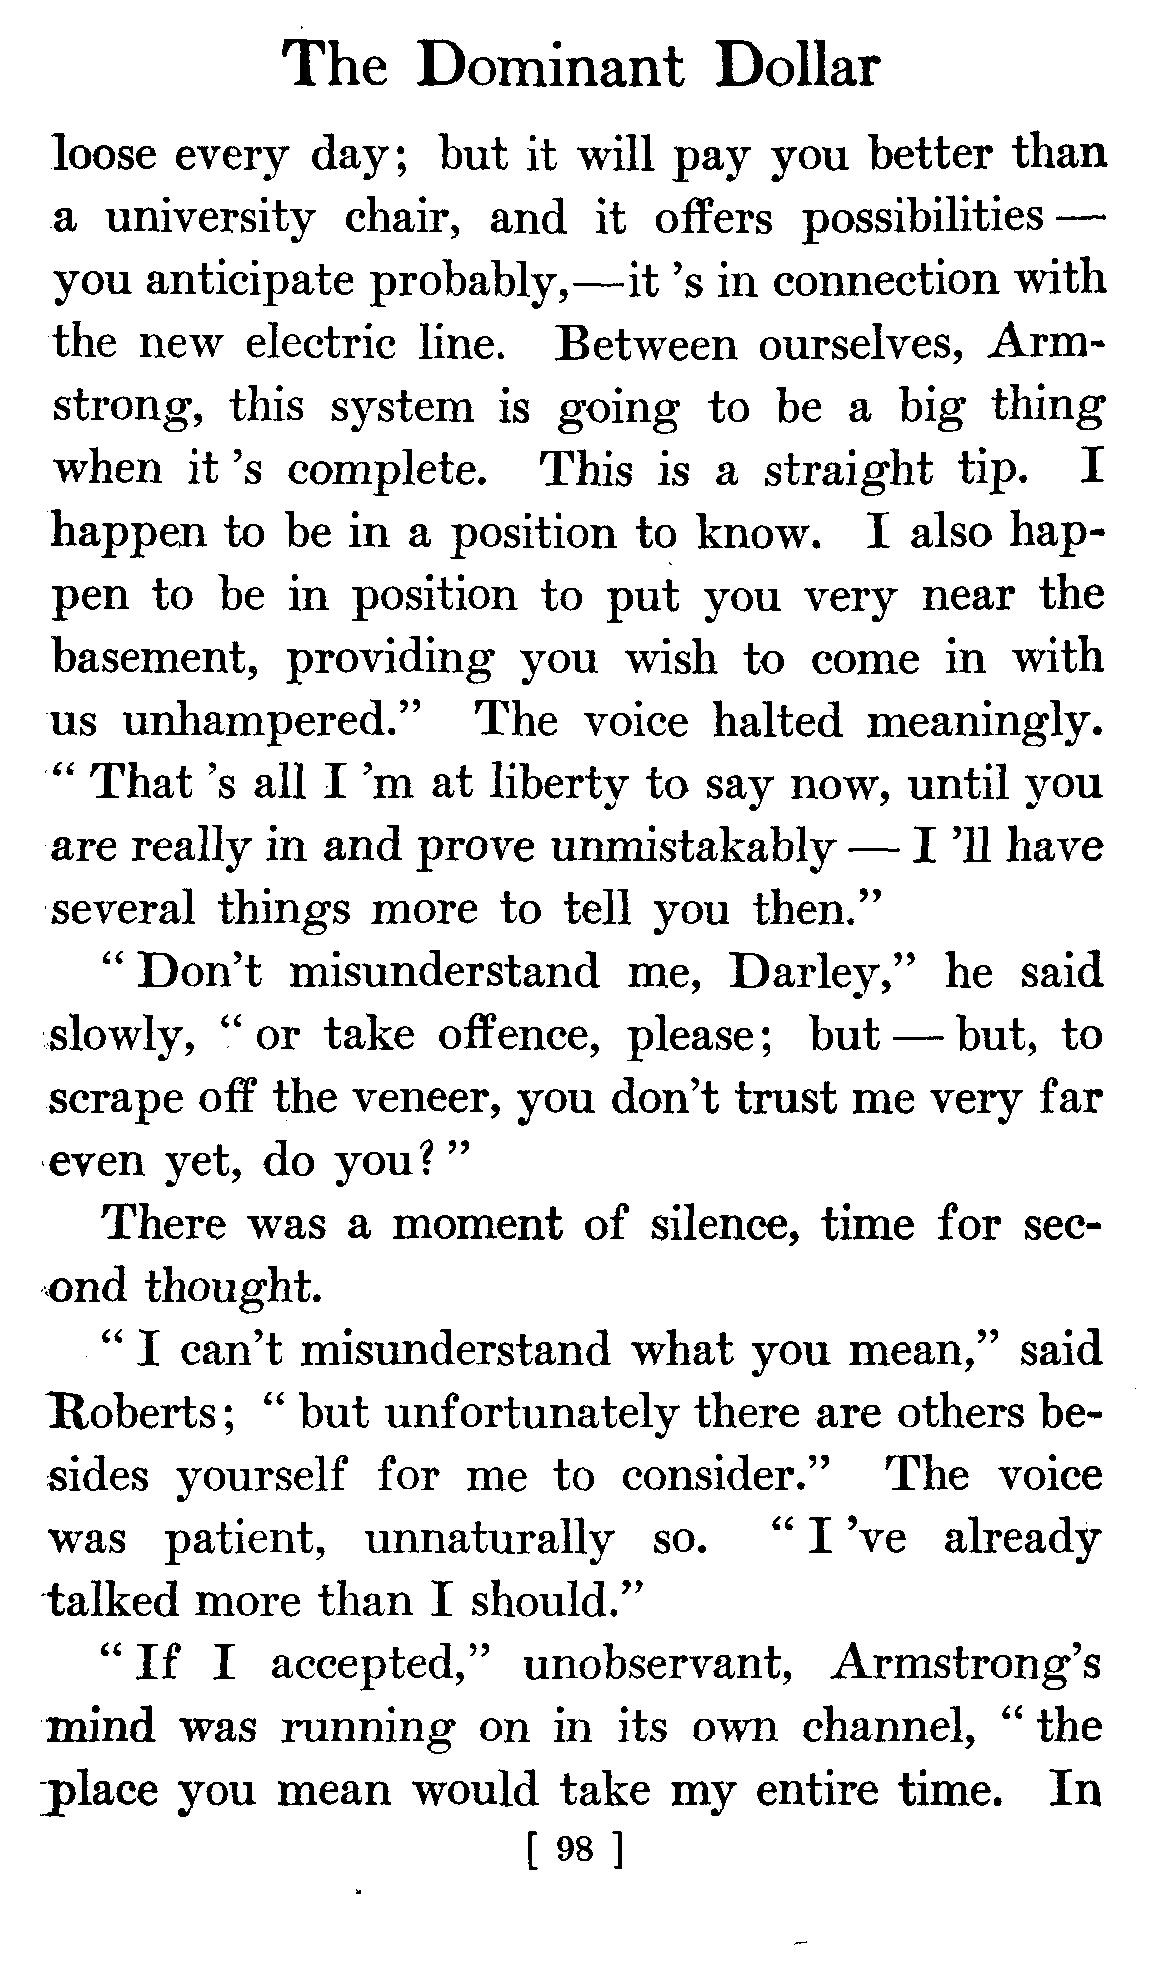 The Dominant Dollar
loose every day; but it will pay you better than
a university chair, and it offers possibilities —
you anticipate probably,—it 's in connection with
the new electric line. Between ourselves, Arm-
strong, this system is going to be a big thing
when it 's complete. This is a straight tip. I
happen to be in a position to know. I also hap-
pen to be in position to put you very near the
basement, providing you wish to come in with
us unhampered.” The voice halted meaningly.
“ That 's all I 'm at liberty to say now, until you
are really in and prove unmistakably — I 'll have
several things more to tell you then.”
“ Don't misunderstand me, Darley,” he said
slowly, “ or take offence, please; but — but, to
scrape off the veneer, you don't trust me very far
even yet, do you? ”
There was a moment of silence, time for sec-
ond thought.
“ I can't misunderstand what you mean,” said
Roberts; “ but unfortunately there are others be-
sides yourself for me to consider.” The voice
was patient, unnaturally so. “ I 've already
talked more than I should.”
“ If I accepted,” unobservant, Armstrong's
mind was running on in its own channel, “ the
place you mean would take my entire time. In
[ 98 ]